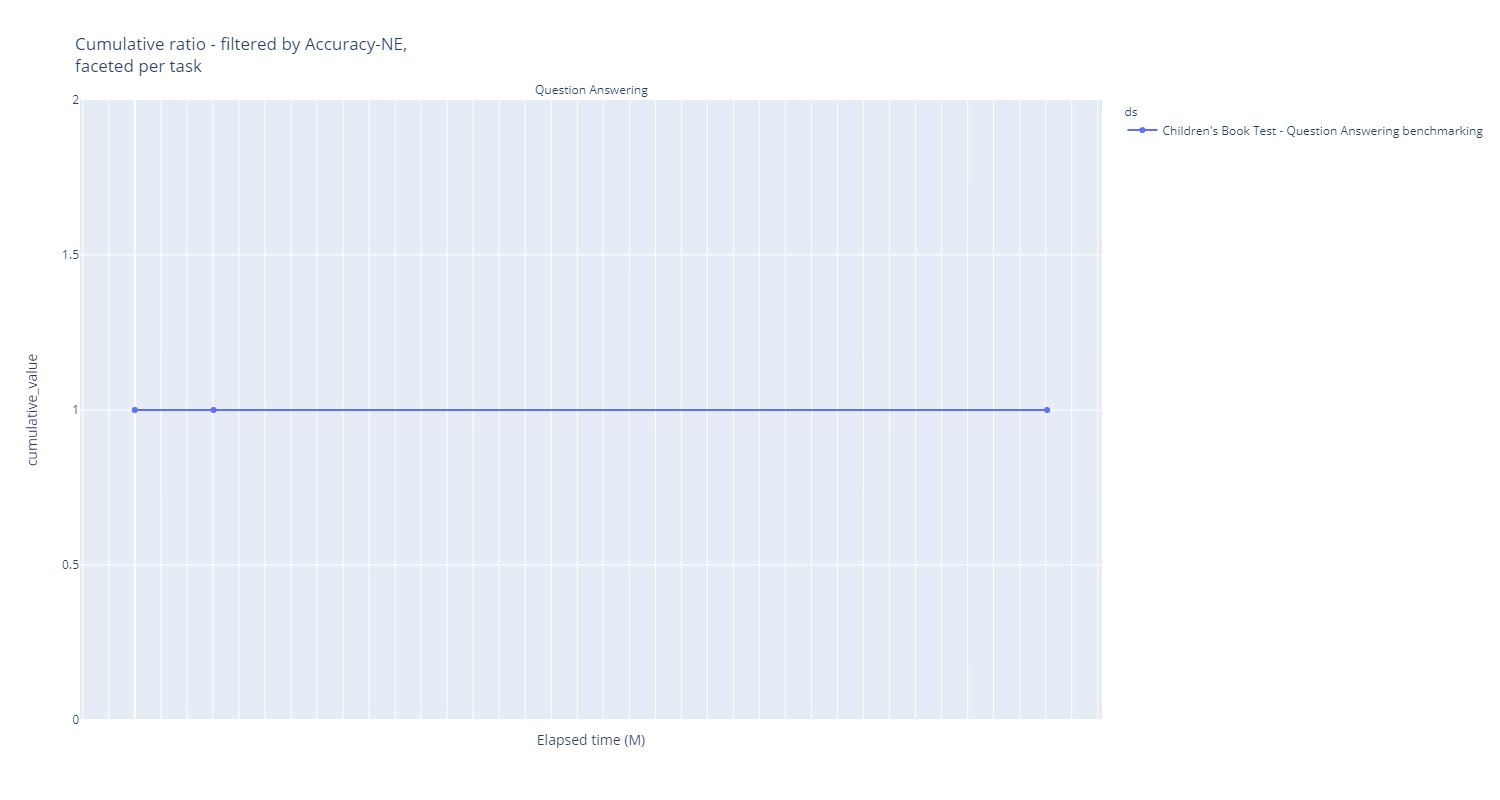 Cumulative ratio - filtered by Accuracy-NE,
faceted per task
Question Answering
ds
Children's Book Test - Question Answering benchmarking
2
1.5
1
0.5
0
cumulative_value
Elapsed time (M)